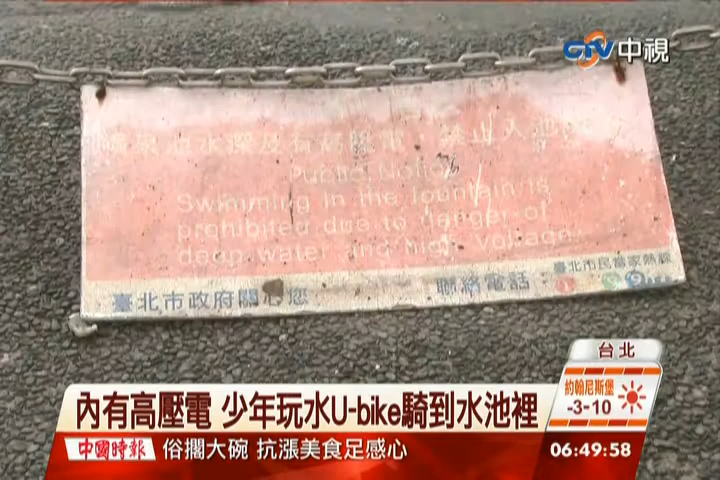 CTV中視
Public Notice
Swimming in the fountain is
prohibited due to danger of
deep water and high voltage.
臺北市民當家熱線
臺北市政府關心您
聯絡電話:
台北
內有高壓電 少年玩水U-bike騎到水池裡
約翰尼斯堡
-3-10
中國時報 俗擱大碗 抗漲美食足感心
06:49:58